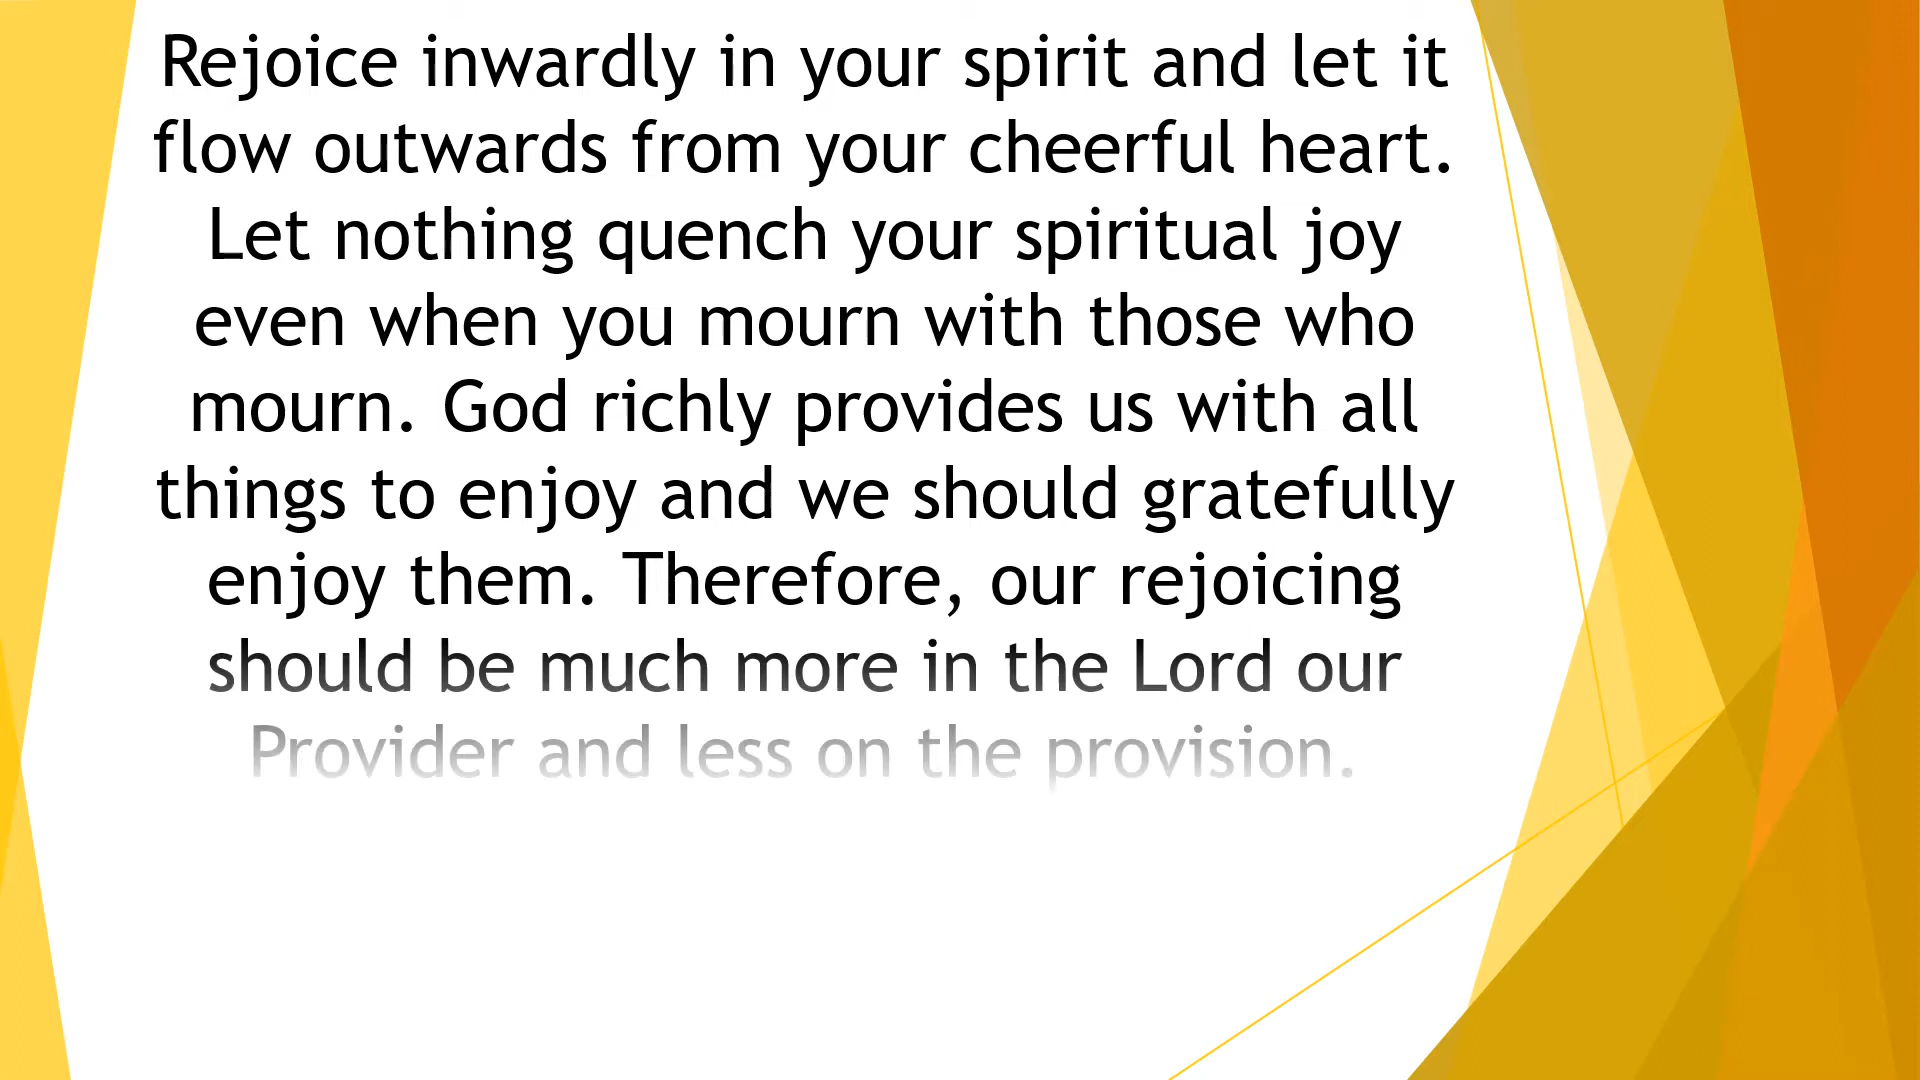 Rejoice inwardly in your spirit and let it
flow outwards from your cheerful heart.
Let nothing quench your spiritual joy
even when you mourn with those who
mourn. God richly provides us with all
things to enjoy and we should gratefully
enjoy them. Therefore, our rejoicing
should be much more in the Lord our
Provider and less on the provision.